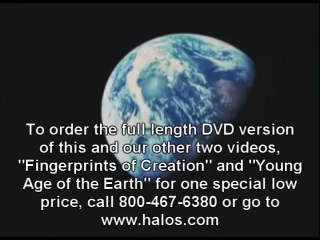 To order the full length DVD version
of this and our other two videos,
"Fingerprints of Creation" and "Young
Age of the Earth" for one special low
price, call 800-467-6380 or go to
www.halos.com